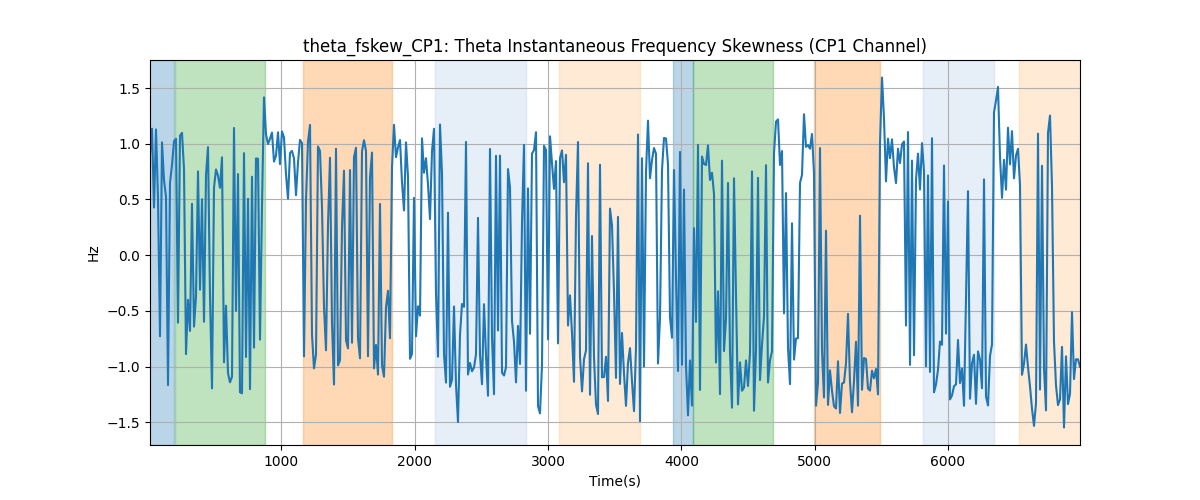 theta_fskew_CP1: Theta Instantaneous Frequency Skewness (CP1 Channel)
1.5
1.0
0.5
0.0
−0.5
−1.0
−1.5
Hz
1000 2000 3000 4000 5000 6000
Time(s)